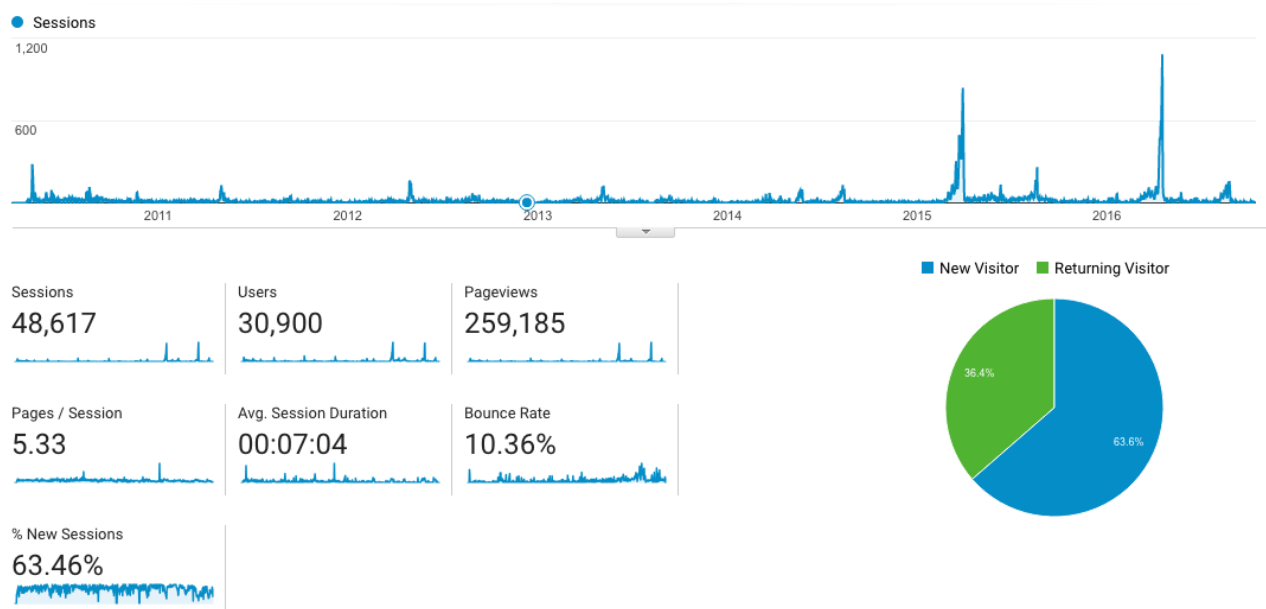 Sessions
1,200
600
2011 2012 2013 2014 2015 2016
New Visitor Returning Visitor
Sessions Users Pageviews
48,617 30,900 259,185
36.4%
Pages / Session Avg. Session Duration Bounce Rate
5.33 00:07:04 10.36%
63.6%
% New Sessions
63.46%